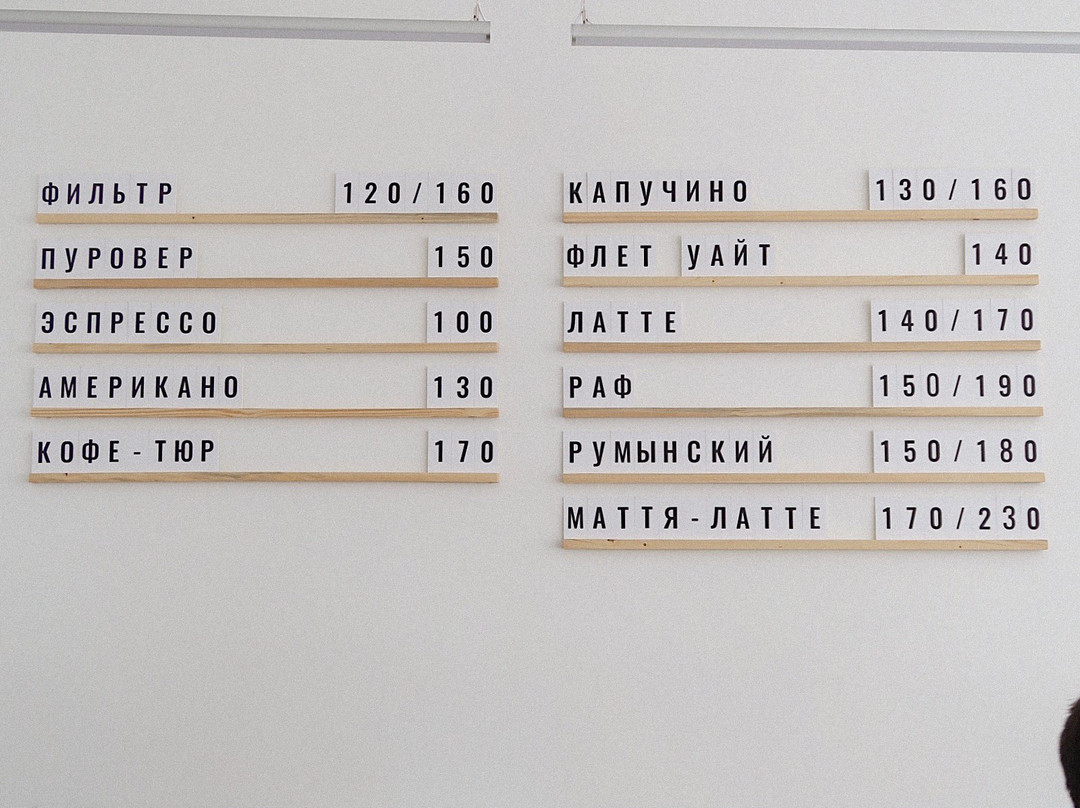 ФИЛЬТР 120/160
ПУРОВЕР 150
ЭСПРЕССО 100
АМЕРИКАНО 130
КОФЕ-ТЮР 170
КАПУЧИНО 130/160
ФЛЕТ УАЙТ 140
ЛАТТЕ 140/170
РАФ 150/190
РУМЫНСКИЙ 150/180
МАТТЯ-ЛАТТЕ 170/230